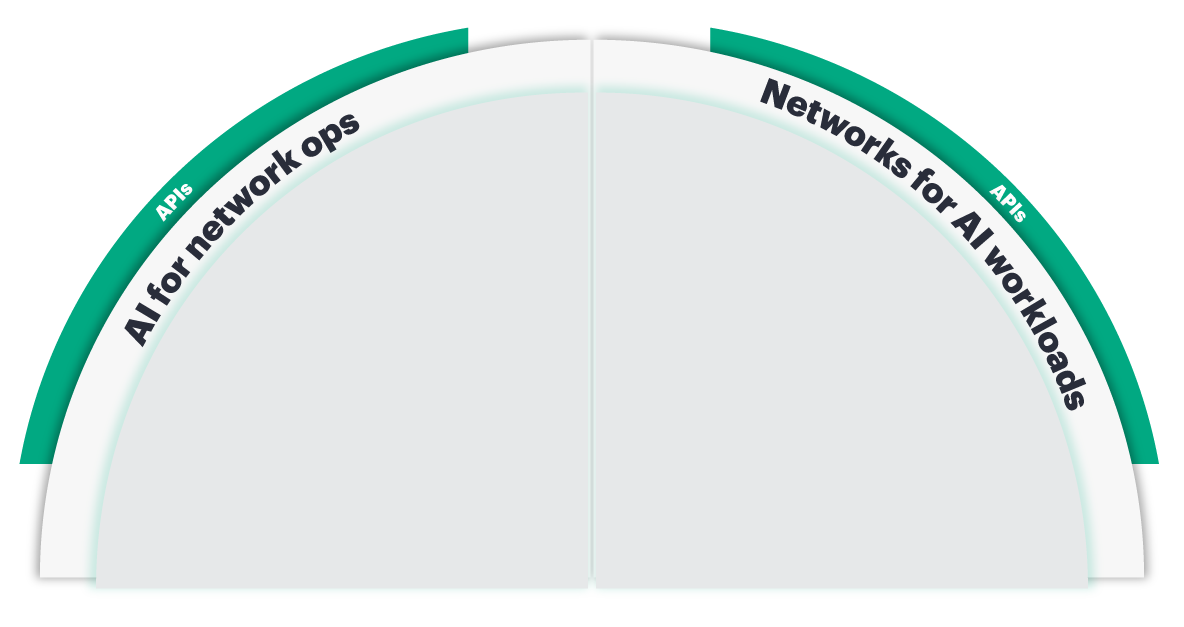 APIs
AI for network ops
APIs
Networks for AI workloads